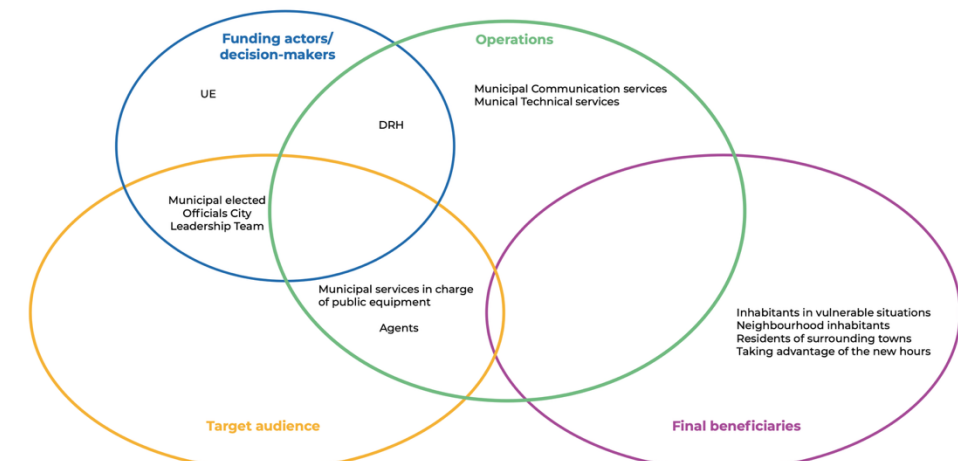 Funding actors/
decision-makers
Operations
UE
Municipal Communication services
Munical Technical services
DRH
Municipal elected
Officials City
Leadership Team
Municipal services in charge
of public equipment
Agents
Inhabitants in vulnerable situations
Neighbourhood inhabitants
Residents of surrounding towns
Taking advantage of the new hours
Target audience
Final beneficiaries